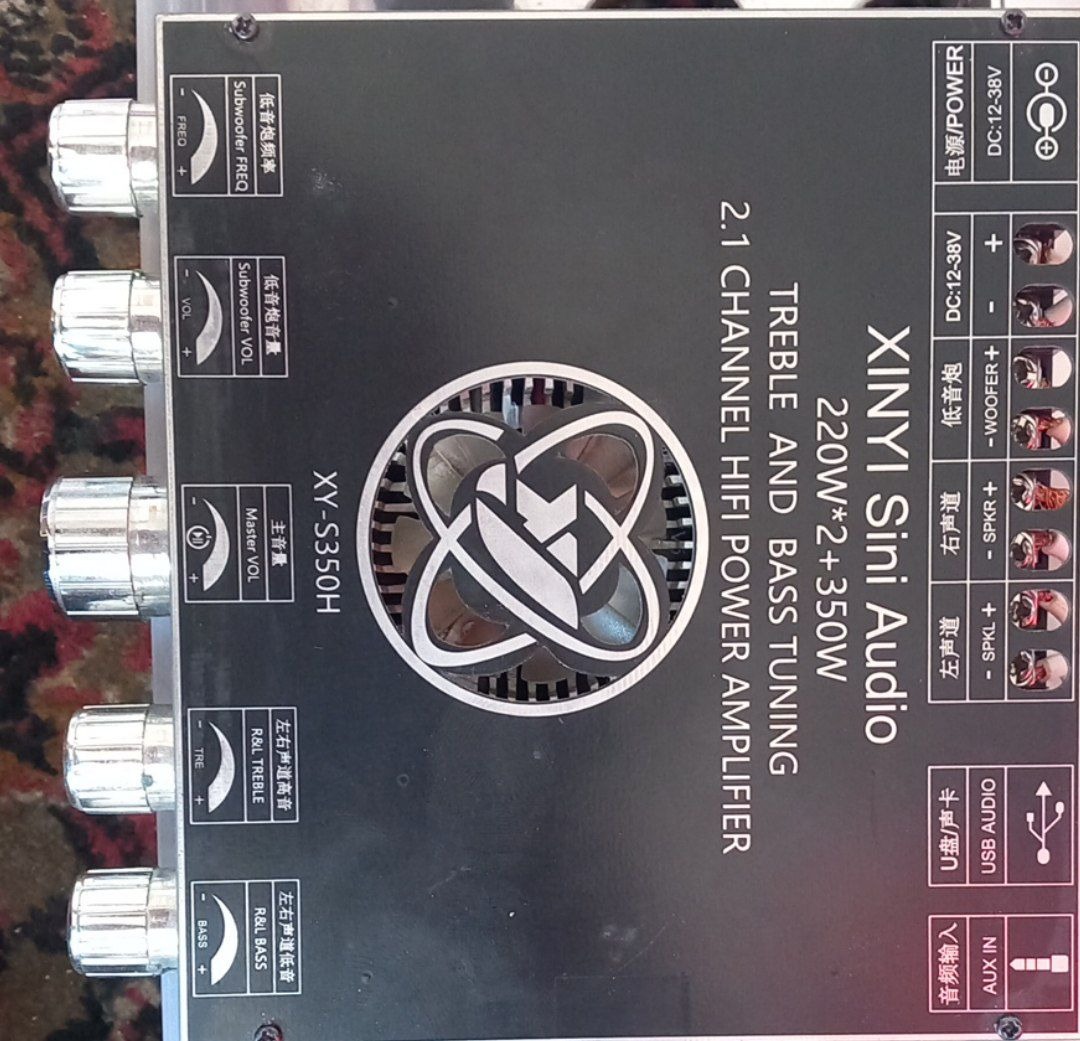 音频输入
AUX IN
U盘/声卡
USB AUDIO
左声道
- SPKL +
右声道
- SPKR +
低音炮
-WOOFER+
DC:12-38V
- +
电源/POWER
DC:12-38V
XINYI Sini Audio
220W*2+350W
TREBLE AND BASS TUNING
2.1 CHANNEL HIFI POWER AMPLIFIER
XY-S350H
低音炮频率
Subwoofer FREQ
- FREQ +
低音炮音量
Subwoofer VOL
- VOL +
主音量
Master VOL
- +
左右声道高音
R&L TREBLE
- TRE +
左右声道低音
R&L BASS
- BASS +